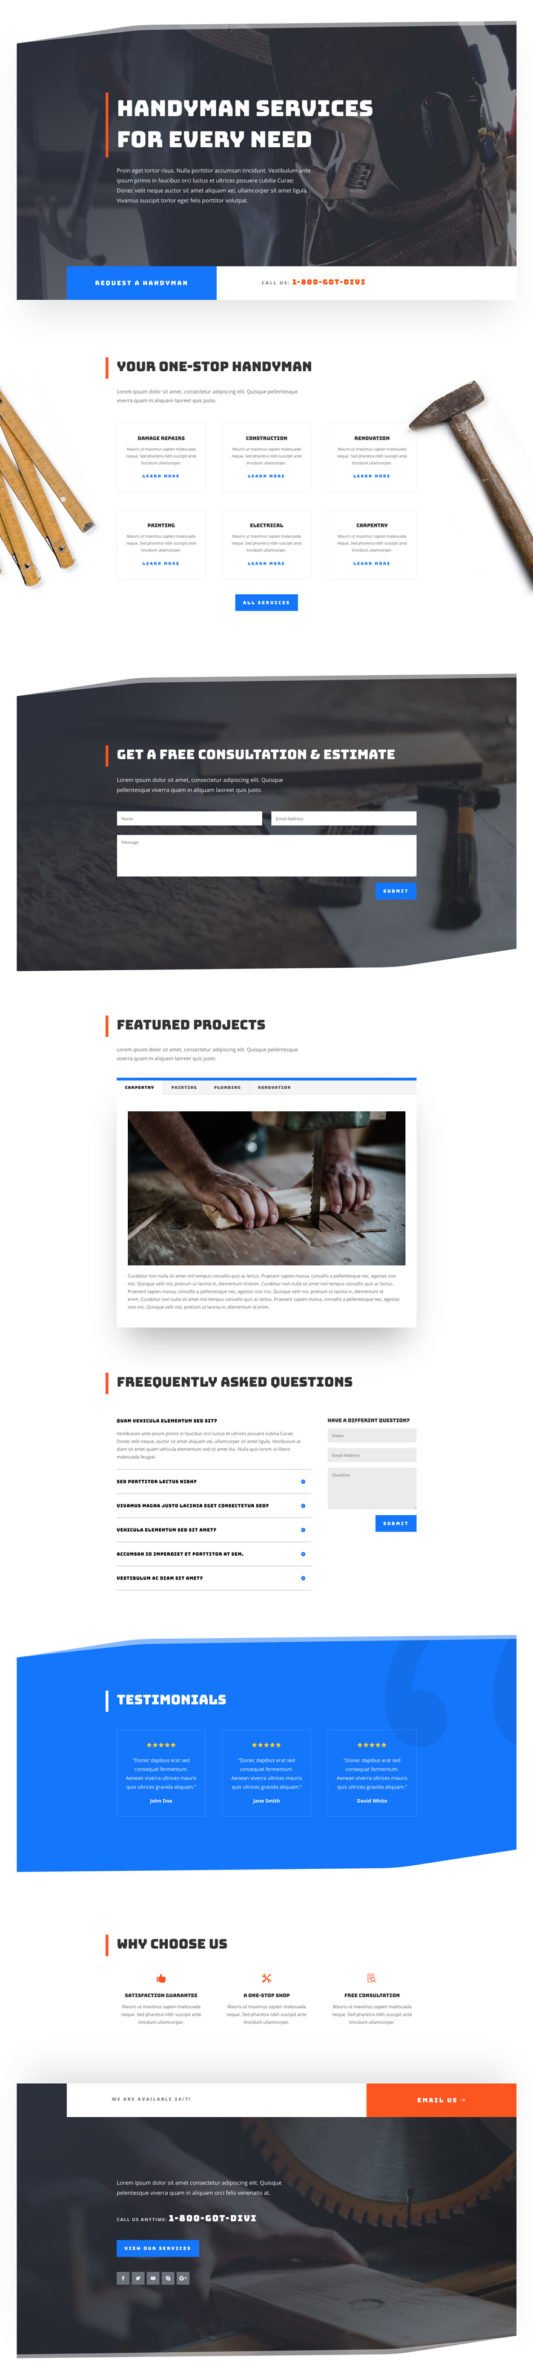 HANDYMAN SERVICES
FOR EVERY NEED
Proin eget tortor risus. Nulla porttitor accumsan tincidunt. Vestibulum ante
ipsum primis in faucibus orci luctus et ultrices posuere cubilia Curae;
Donec velit neque auctor sit amet aliquam vel, ullamcorper sit amet ligula.
Vivamus suscipit tortor eget felis porttitor volutpat.
REQUEST A HANDYMAN
CALL US: 1-800-GOT-DIVI
YOUR ONE-STOP HANDYMAN
Lorem ipsum dolor sit amet, consectetur adipiscing elit. Quisque pellentesque
viverra quam in aliquam laoreet quis justo.
DAMAGE REPAIRS
Mauris ut maximus sapien malesuada
neque. Sed pharetra nibh suscipit ante
tincidunt ullamcorper.
LEARN MORE
CONSTRUCTION
Mauris ut maximus sapien malesuada
neque. Sed pharetra nibh suscipit ante
tincidunt ullamcorper.
LEARN MORE
RENOVATION
Mauris ut maximus sapien malesuada
neque. Sed pharetra nibh suscipit ante
tincidunt ullamcorper.
LEARN MORE
PAINTING
Mauris ut maximus sapien malesuada
neque. Sed pharetra nibh suscipit ante
tincidunt ullamcorper.
LEARN MORE
ELECTRICAL
Mauris ut maximus sapien malesuada
neque. Sed pharetra nibh suscipit ante
tincidunt ullamcorper.
LEARN MORE
CARPENTRY
Mauris ut maximus sapien malesuada
neque. Sed pharetra nibh suscipit ante
tincidunt ullamcorper.
LEARN MORE
ALL SERVICES
GET A FREE CONSULTATION & ESTIMATE
Lorem ipsum dolor sit amet, consectetur adipiscing elit. Quisque
pellentesque viverra quam in aliquam laoreet quis justo.
Name
Email Address
Message
SUBMIT
FEATURED PROJECTS
Lorem ipsum dolor sit amet, consectetur adipiscing elit. Quisque pellentesque
viverra quam in aliquam laoreet quis justo.
CARPENTRY PAINTING PLUMBING RENOVATION
Curabitur non nulla sit amet nisl tempus convallis quis ac lectus. Praesent sapien massa, convallis a pellentesque nec, egestas non
nisi. Quisque velit nisi, pretium ut lacinia in, elementum id enim. Curabitur non nulla sit amet nisl tempus convallis quis ac lectus.
Praesent sapien massa, convallis a pellentesque nec, egestas non nisi. Quisque velit nisi, pretium ut lacinia in, elementum id
enim. Curabitur non nulla sit amet nisl tempus convallis quis ac lectus. Praesent sapien massa, convallis a pellentesque nec, egestas
non nisi. Quisque velit nisi, pretium ut lacinia in, elementum id enim.
FREEQUENTLY ASKED QUESTIONS
QUAM VEHICULA ELEMENTUM SED SIT?
Vestibulum ante ipsum primis in faucibus orci luctus et ultrices posuere cubilia Curae;
Donec velit neque, auctor sit amet aliquam vel, ullamcorper sit amet ligula. Vestibulum ac
diam sit amet quam vehicula elementum sed sit amet dui. Nulla quis lorem ut libero
malesuada feugiat.
SED PORTTITOR LECTUS NIBH?
VIVAMUS MAGNA JUSTO LACINIA EGET CONSECTETUR SED?
VEHICULA ELEMENTUM SED SIT AMET?
ACCUMSAN ID IMPERDIET ET PORTTITOR AT SEM.
VESTIBULUM AC DIAM SIT AMET?
HAVE A DIFFERENT QUESTION?
Name
Email Address
Question
SUBMIT
TESTIMONIALS
"Donec dapibus erat sed
consequat fermentum.
Aenean viverra ultrices mauris
quis ultrices gravida aliquam."
John Doe
"Donec dapibus erat sed
consequat fermentum.
Aenean viverra ultrices mauris
quis ultrices gravida aliquam."
Jane Smith
"Donec dapibus erat sed
consequat fermentum.
Aenean viverra ultrices mauris
quis ultrices gravida aliquam."
David White
WHY CHOOSE US
SATISFACTION GUARANTEE
Mauris ut maximus sapien malesuada
neque. Sed pharetra nibh suscipit ante
tincidunt ullamcorper.
A ONE-STOP SHOP
Mauris ut maximus sapien malesuada
neque. Sed pharetra nibh suscipit ante
tincidunt ullamcorper.
FREE CONSULTATION
Mauris ut maximus sapien malesuada
neque. Sed pharetra nibh suscipit ante
tincidunt ullamcorper.
WE ARE AVAILABLE 24/7!
EMAIL US →
Lorem ipsum dolor sit amet consectetur adipiscing elit. Quisque
pelentesque viverra quam in aliquam orci felis venenatis at.
CALL US ANYTIME: 1-800-GOT-DIVI
VIEW OUR SERVICES